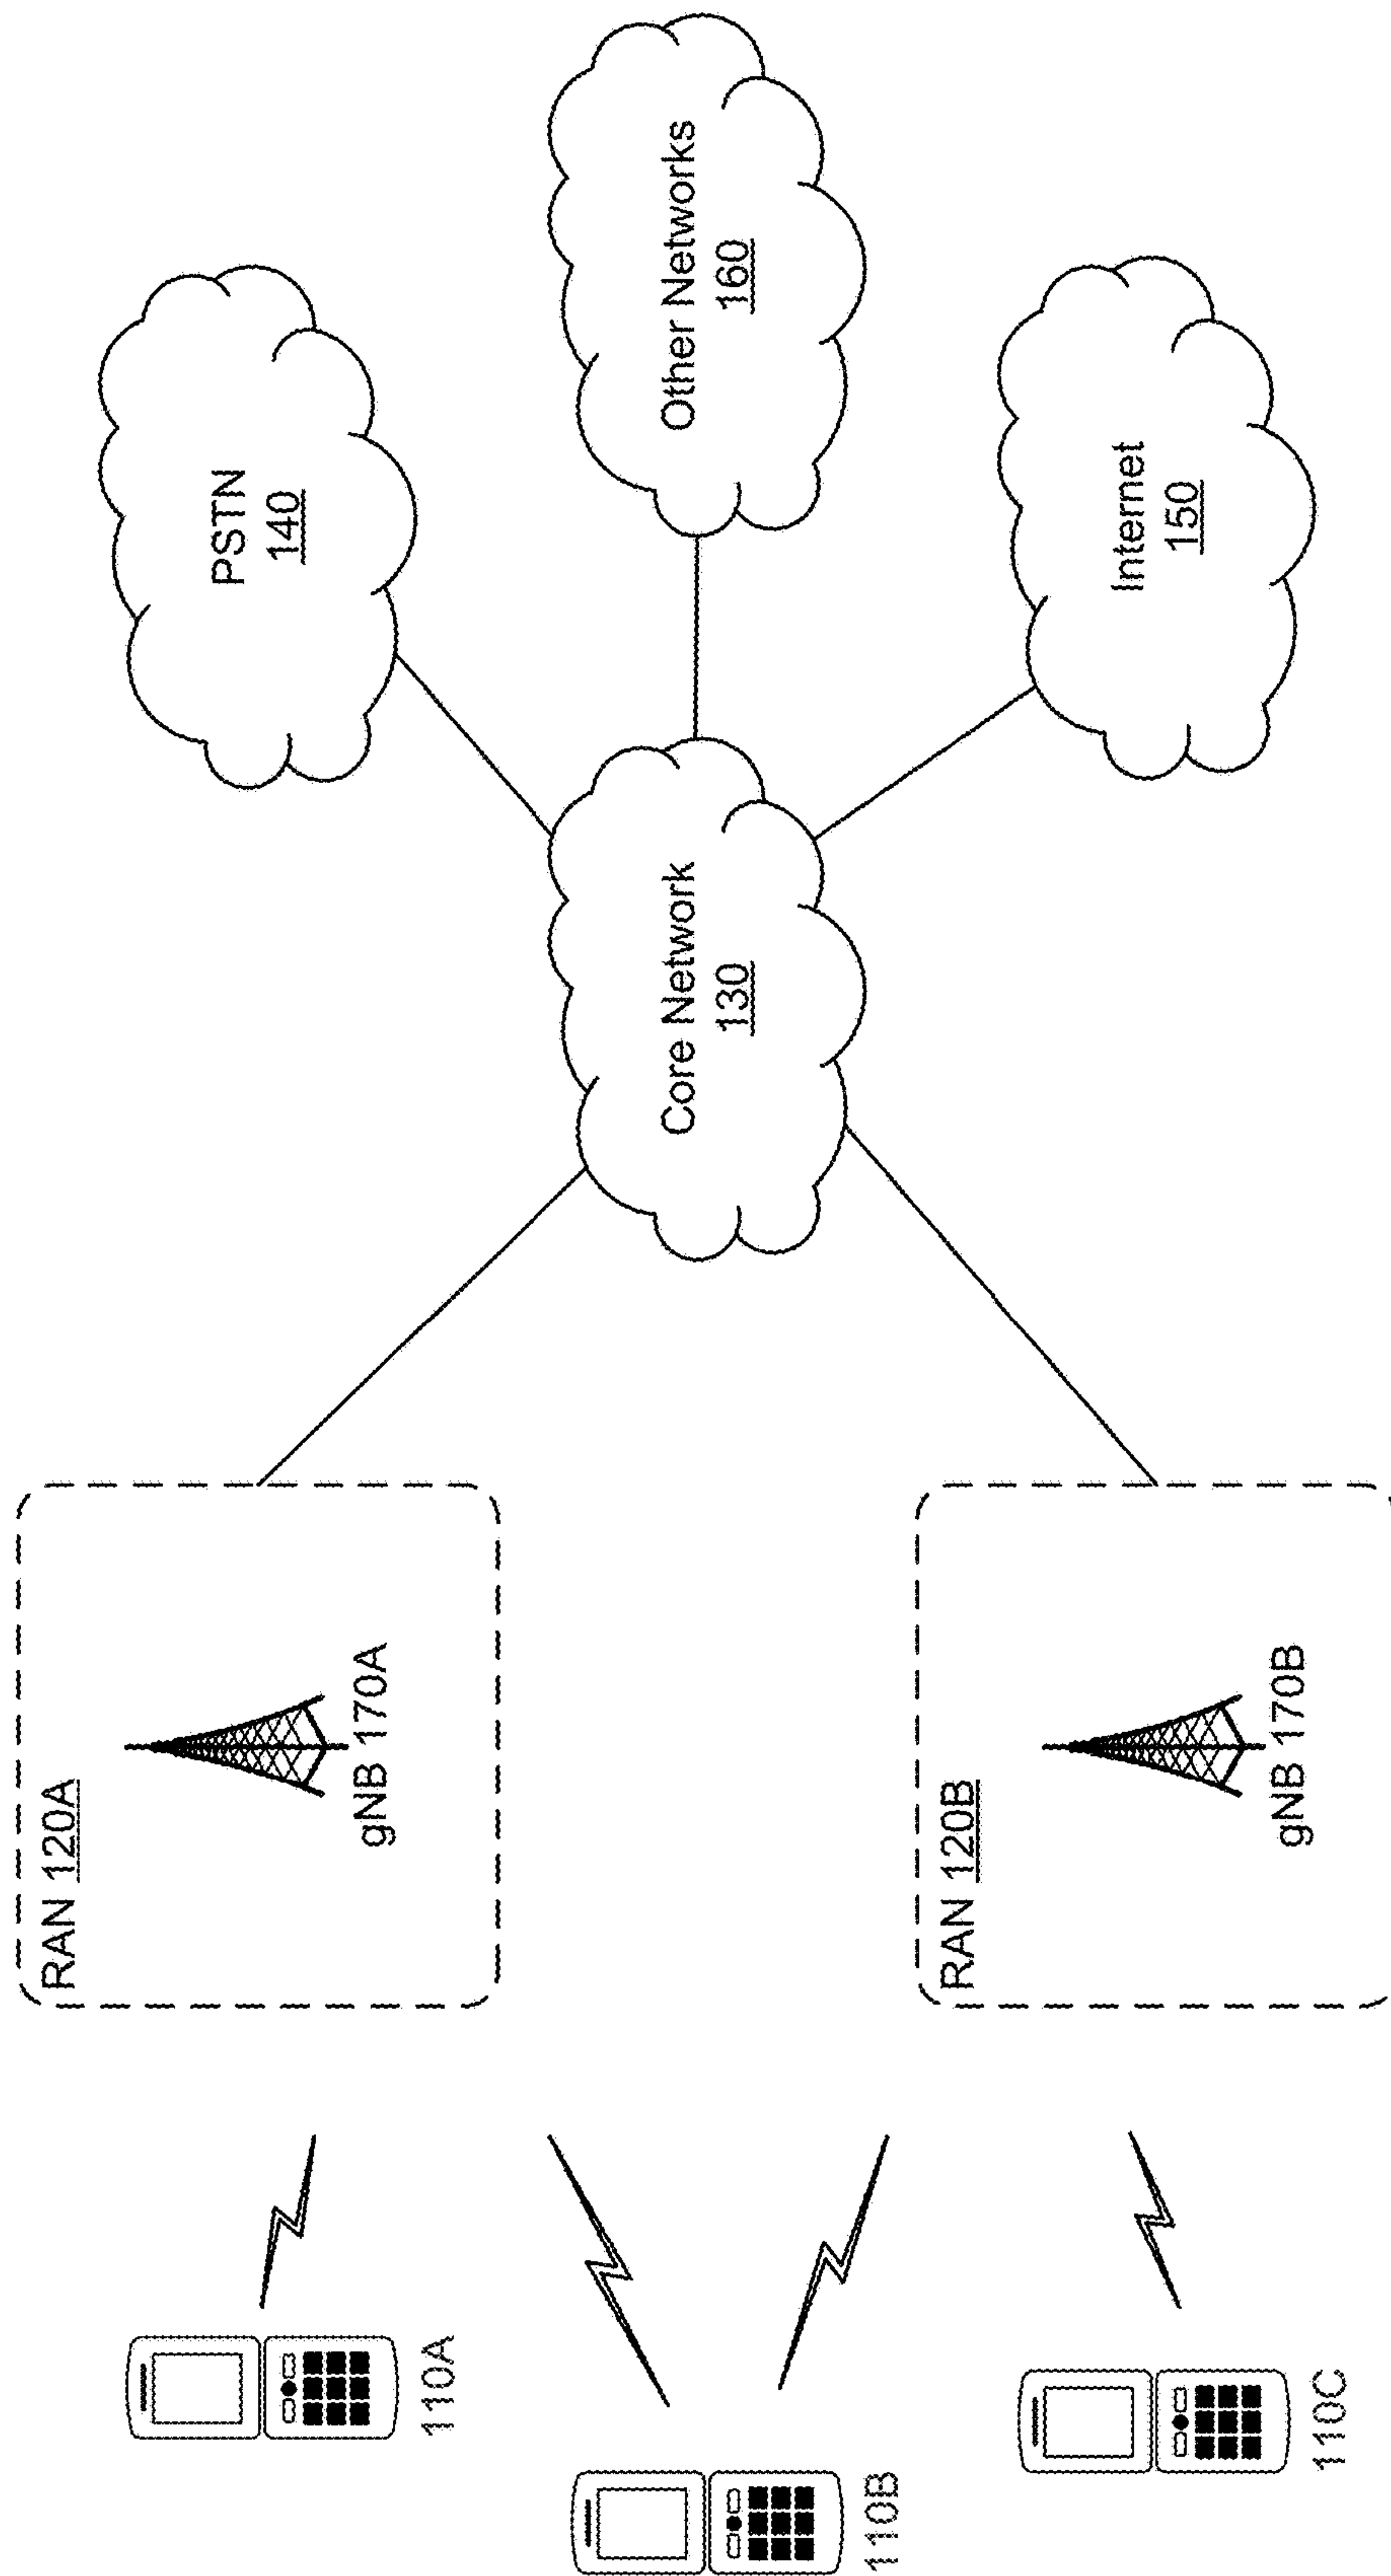 110A
110B
110C
RAN 120A
gNB 170A
RAN 120B
gNB 170B
Core Network
130
PSTN
140
Other Networks
160
Internet
150